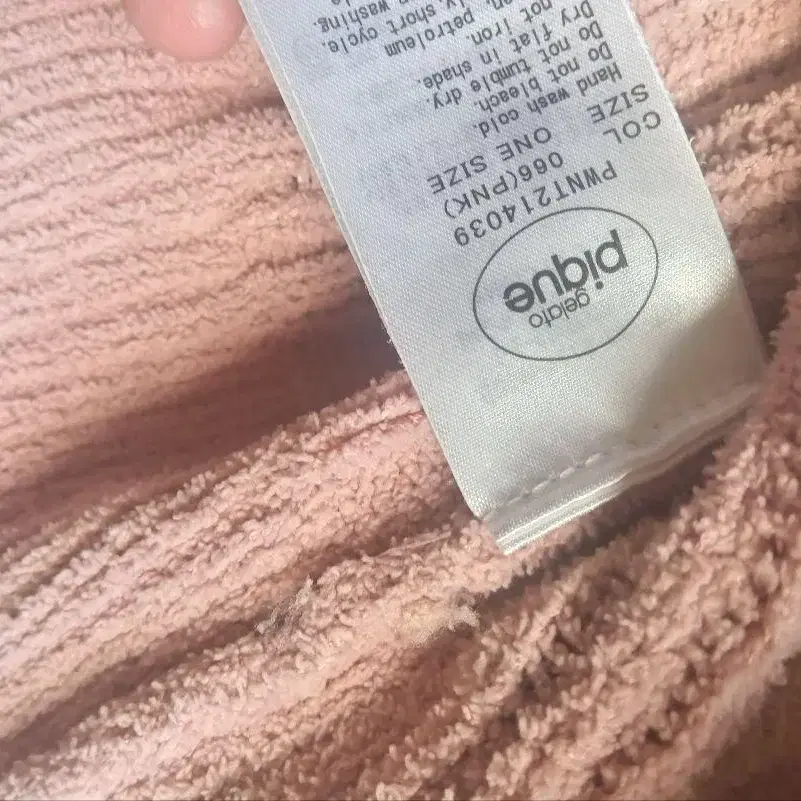 gelato
pique
PWNT214039
COL 066(PNK)
SIZE ONE SIZE
Hand wash cold.
Do not bleach.
Do not tumble dry.
Dry flat in shade.
not iron.
petroleum
short cycle.
washing.